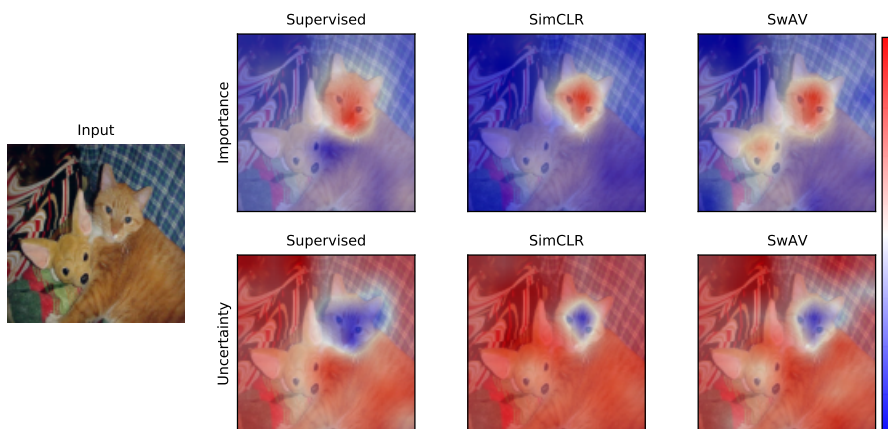 Supervised
SimCLR
SwAV
Importance
Input
Supervised
SimCLR
SwAV
Uncertainty